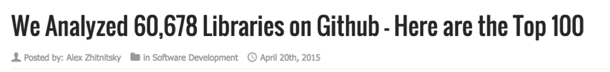 We Analyzed 60,678 Libraries on Github - Here are the Top 100
Posted by: Alex Zhitnitsky in Software Development April 20th, 2015